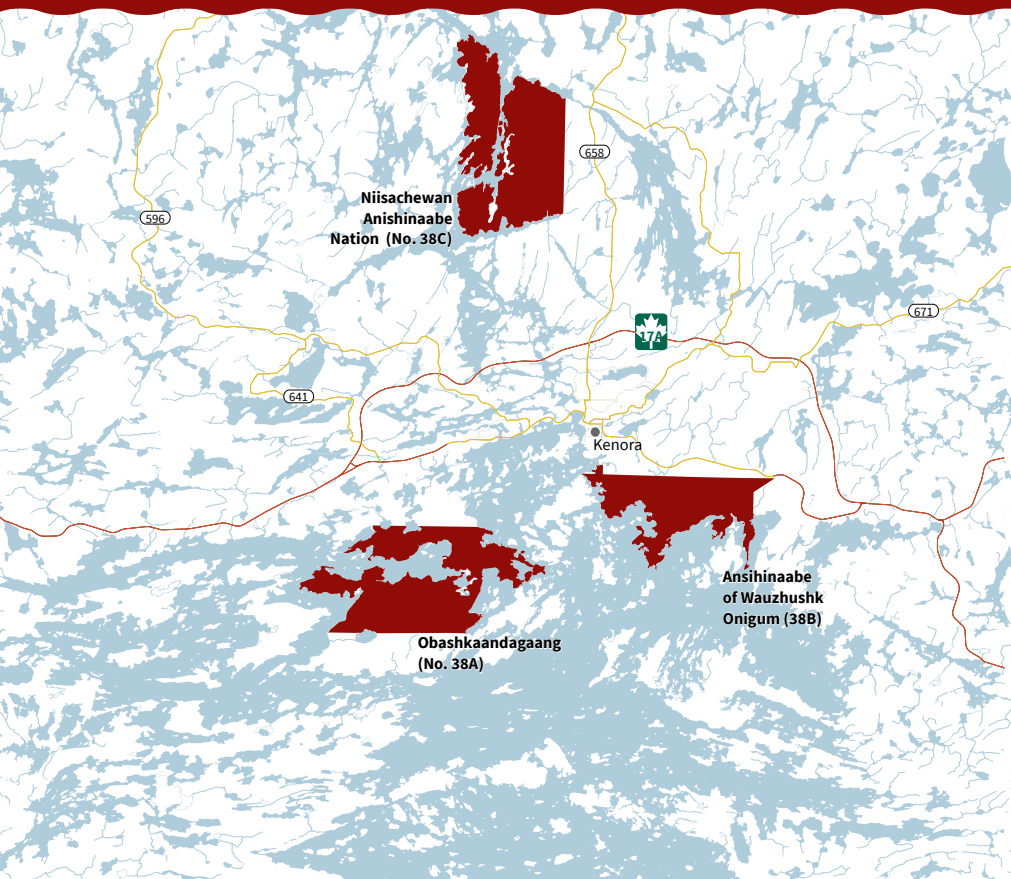 658
Niisachewan
Anishinaabe
Nation (No. 38C)
596
671
17A
641
Kenora
Ansihinaabe
of Wauzhushk
Onigum (38B)
Obashkaandagaang
(No. 38A)